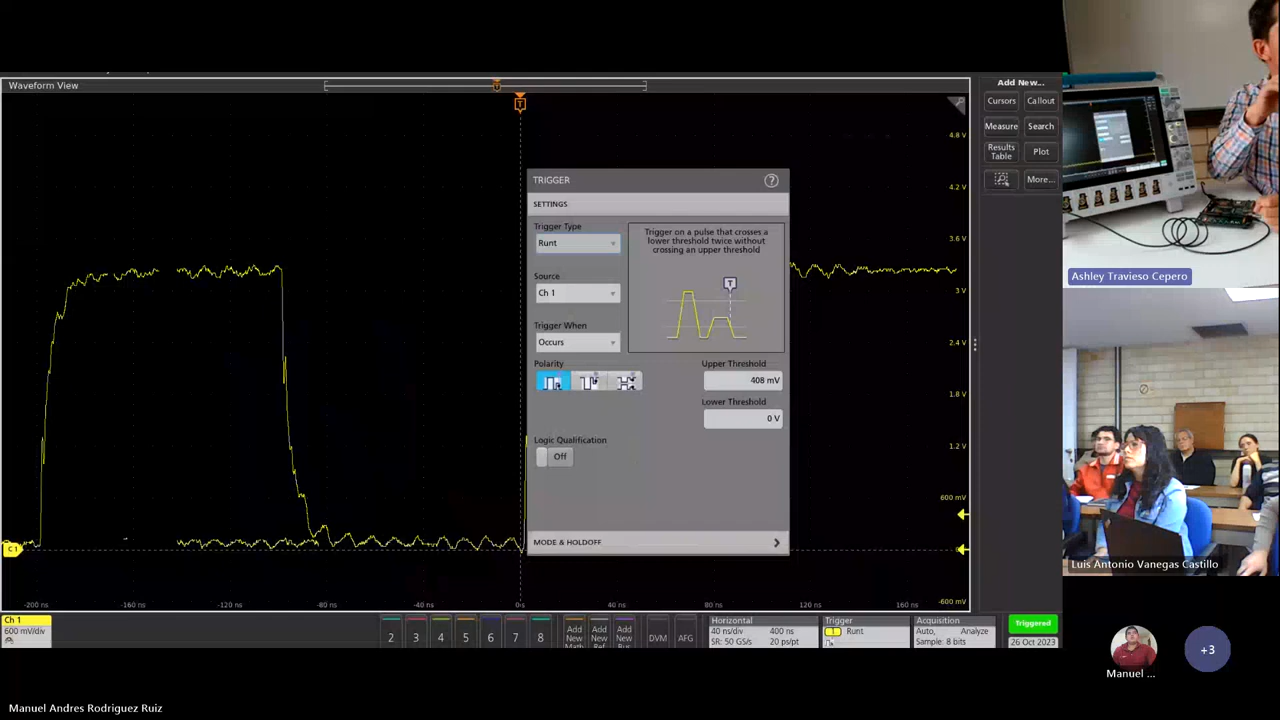 Waveform View
T
T
4.8 V
4.2 V
3.6 V
3 V
2.4 V
1.8 V
1.2 V
600 mV
-600 mV
C 1
-200 ns
-160 ns
-120 ns
-80 ns
-40 ns
0 s
40 ns
80 ns
120 ns
160 ns
TRIGGER
?
SETTINGS
Trigger Type
Runt
Trigger on a pulse that crosses a
lower threshold twice without
crossing an upper threshold
T
Source
Ch 1
Trigger When
Occurs
Polarity
Upper Threshold
408 mV
Lower Threshold
0 V
Logic Qualification
Off
MODE & HOLDOFF
Add New...
Cursors
Callout
Measure
Search
Results
Table
Plot
More...
Ch 1
600 mV/div
2
3
4
5
6
7
8
Add
New
Math
Add
New
Ref
Add
New
Bus
DVM
AFG
Horizontal
40 ns/div 400 ns
SR: 50 GS/s 20 ps/pt
Trigger
1 Runt
Acquisition
Auto, Analyze
Sample: 8 bits
Triggered
26 Oct 2023
Ashley Travieso Cepero
Luis Antonio Vanegas Castillo
Manuel ...
+3
Manuel Andres Rodriguez Ruiz